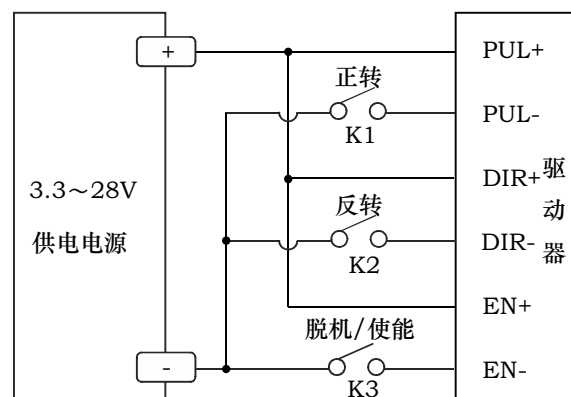 +
PUL+
正转
PUL-
K1
3.3～28V
供电电源
DIR+
驱动器
反转
DIR-
K2
EN+
脱机/使能
-
EN-
K3